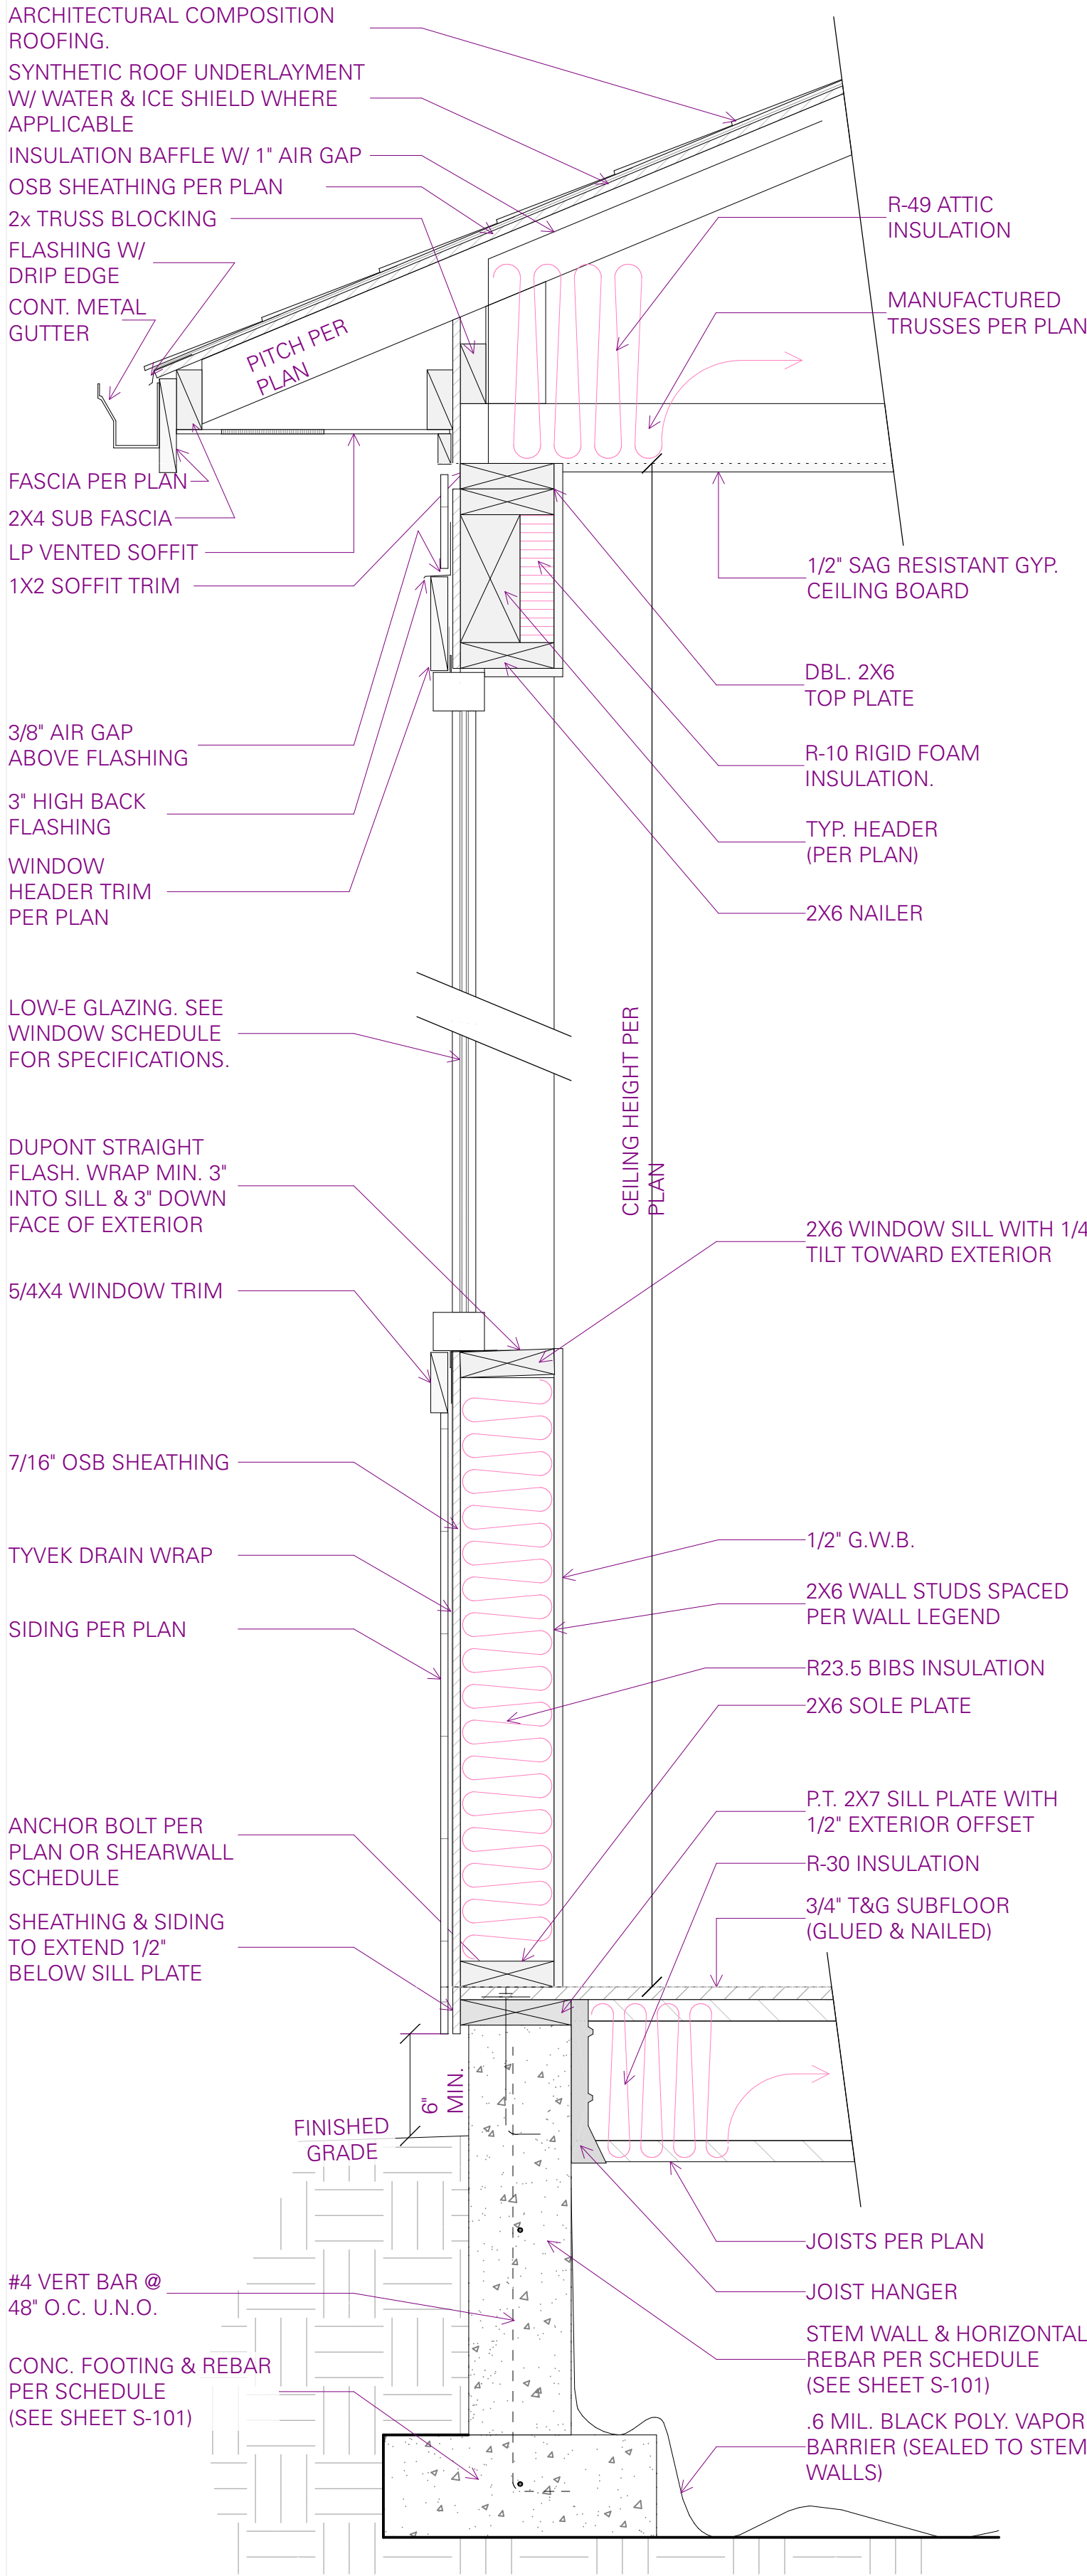 ARCHITECTURAL COMPOSITION
ROOFING.
SYNTHETIC ROOF UNDERLAYMENT
W/ WATER & ICE SHIELD WHERE
APPLICABLE
INSULATION BAFFLE W/ 1" AIR GAP
OSB SHEATHING PER PLAN
2x TRUSS BLOCKING
FLASHING W/
DRIP EDGE
CONT. METAL
GUTTER
PITCH PER
PLAN
FASCIA PER PLAN
2X4 SUB FASCIA
LP VENTED SOFFIT
1X2 SOFFIT TRIM
3/8" AIR GAP
ABOVE FLASHING
3" HIGH BACK
FLASHING
WINDOW
HEADER TRIM
PER PLAN
LOW-E GLAZING. SEE
WINDOW SCHEDULE
FOR SPECIFICATIONS.
DUPONT STRAIGHT
FLASH. WRAP MIN. 3"
INTO SILL & 3" DOWN
FACE OF EXTERIOR
5/4X4 WINDOW TRIM
7/16" OSB SHEATHING
TYVEK DRAIN WRAP
SIDING PER PLAN
ANCHOR BOLT PER
PLAN OR SHEARWALL
SCHEDULE
SHEATHING & SIDING
TO EXTEND 1/2"
BELOW SILL PLATE
6"
MIN.
FINISHED
GRADE
#4 VERT BAR @
48" O.C. U.N.O.
CONC. FOOTING & REBAR
PER SCHEDULE
(SEE SHEET S-101)
R-49 ATTIC
INSULATION
MANUFACTURED
TRUSSES PER PLAN
1/2" SAG RESISTANT GYP.
CEILING BOARD
DBL. 2X6
TOP PLATE
R-10 RIGID FOAM
INSULATION.
TYP. HEADER
(PER PLAN)
2X6 NAILER
CEILING HEIGHT PER
PLAN
2X6 WINDOW SILL WITH 1/4
TILT TOWARD EXTERIOR
1/2" G.W.B.
2X6 WALL STUDS SPACED
PER WALL LEGEND
R23.5 BIBS INSULATION
2X6 SOLE PLATE
P.T. 2X7 SILL PLATE WITH
1/2" EXTERIOR OFFSET
R-30 INSULATION
3/4" T&G SUBFLOOR
(GLUED & NAILED)
JOISTS PER PLAN
JOIST HANGER
STEM WALL & HORIZONTAL
REBAR PER SCHEDULE
(SEE SHEET S-101)
.6 MIL. BLACK POLY. VAPOR
BARRIER (SEALED TO STEM
WALLS)